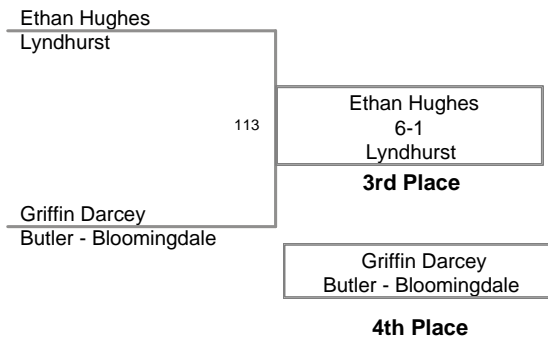 Ethan Hughes
Lyndhurst
113
Ethan Hughes
6-1
Lyndhurst
3rd Place
Griffin Darcey
Butler - Bloomingdale
Griffin Darcey
Butler - Bloomingdale
4th Place